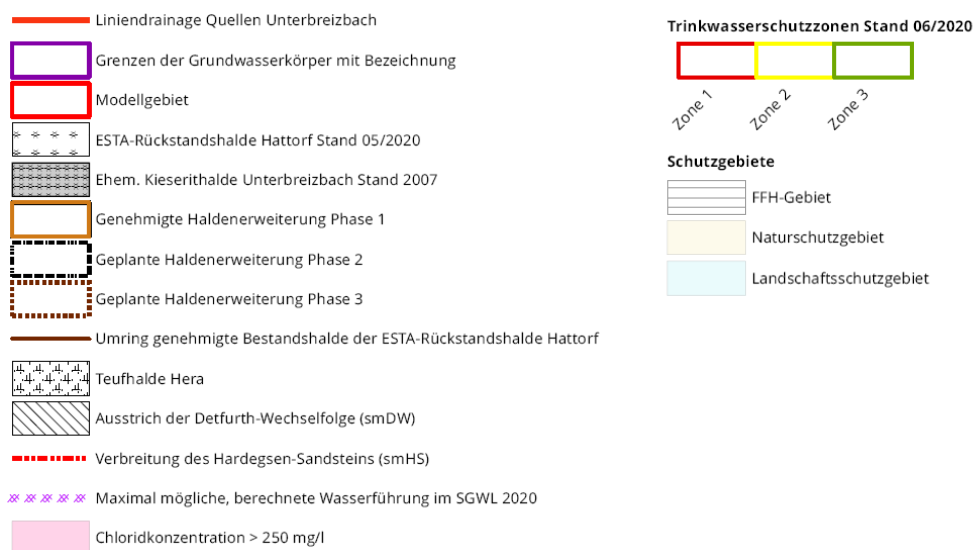 Liniendrainage Quellen Unterbreizbach
Grenzen der Grundwasserkörper mit Bezeichnung
Modellgebiet
ESTA-Rückstandshalde Hattorf Stand 05/2020
Ehem. Kieserithalde Unterbreizbach Stand 2007
Genehmigte Haldenerweiterung Phase 1
Geplante Haldenerweiterung Phase 2
Geplante Haldenerweiterung Phase 3
Umring genehmigte Bestandshalde der ESTA-Rückstandshalde Hattorf
Teufhalde Hera
Ausstrich der Detfurth-Wechselfolge (smDW)
Verbreitung des Hardegsen-Sandsteins (smHS)
Maximal mögliche, berechnete Wasserführung im SGWL 2020
Chloridkonzentration > 250 mg/l
Trinkwasserschutzzonen Stand 06/2020
Zone 1
Zone 2
Zone 3
Schutzgebiete
FFH-Gebiet
Naturschutzgebiet
Landschaftsschutzgebiet